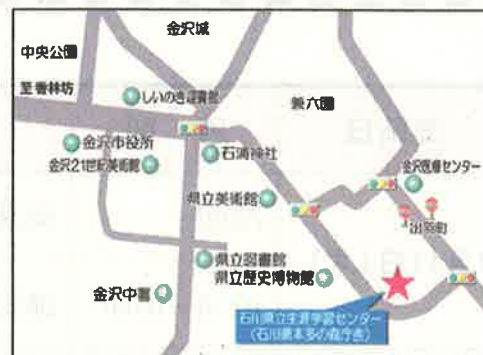 金沢城
中央公園
至香林坊
しいのき迎賓館
兼六園
金沢市役所
金沢21世紀美術館
石浦神社
金沢医療センター
県立美術館
出羽町
県立図書館
県立歴史博物館
金沢中署
石川県立生涯学習センター
(石川県本多の森庁舎)